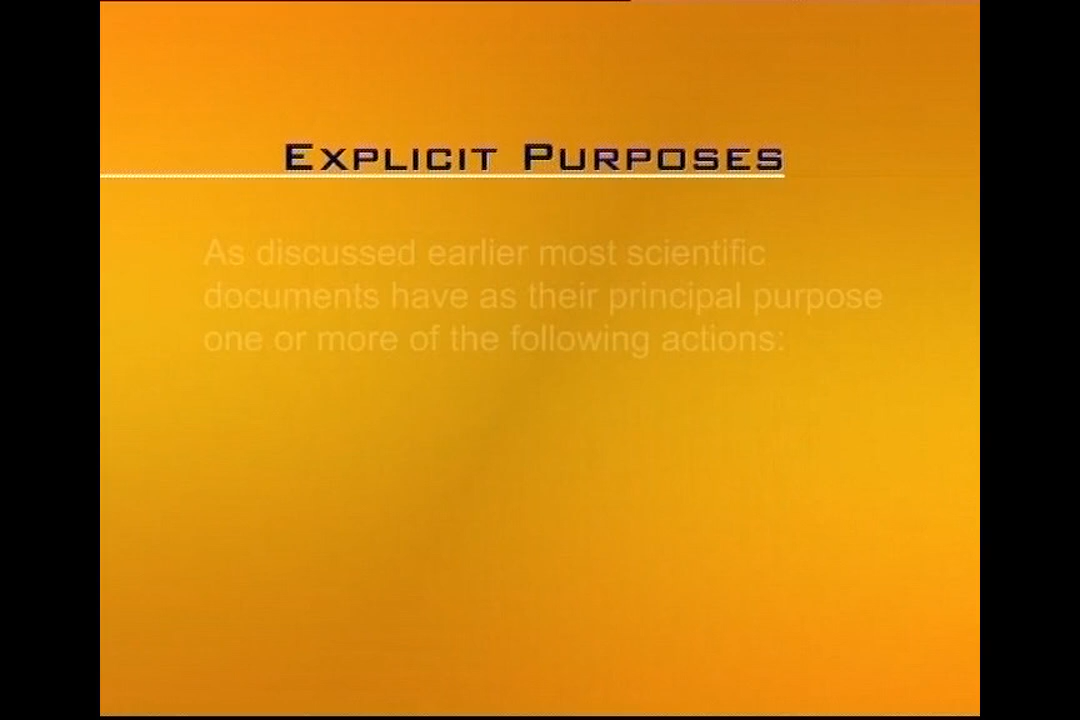 EXPLICIT PURPOSES
As discussed earlier most scientific
documents have as their principal purpose
one or more of the following actions: